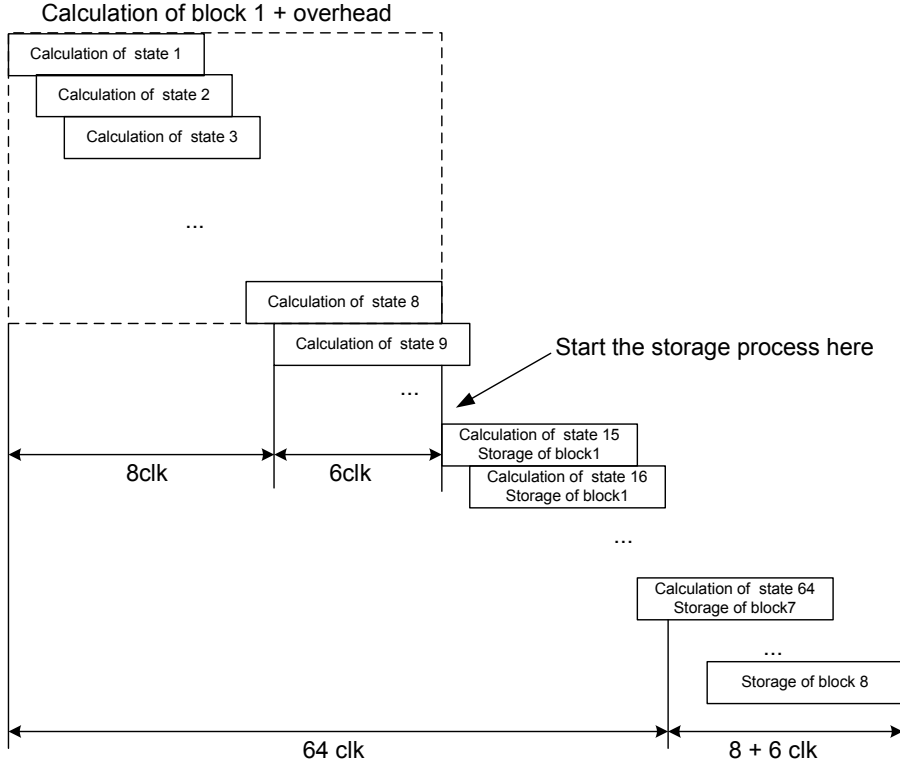 Calculation of block 1 + overhead
Calculation of state 1
Calculation of state 2
Calculation of state 3
...
Calculation of state 8
Calculation of state 9
Start the storage process here
...
Calculation of state 15
Storage of block1
8clk
6clk
Calculation of state 16
Storage of block1
...
Calculation of state 64
Storage of block7
...
Storage of block 8
64 clk
8 + 6 clk